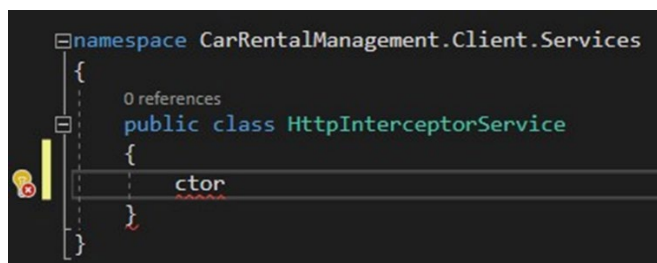 namespace CarRentalManagement.Client.Services
{
0 references
public class HttpInterceptorService
{
ctor
}
}